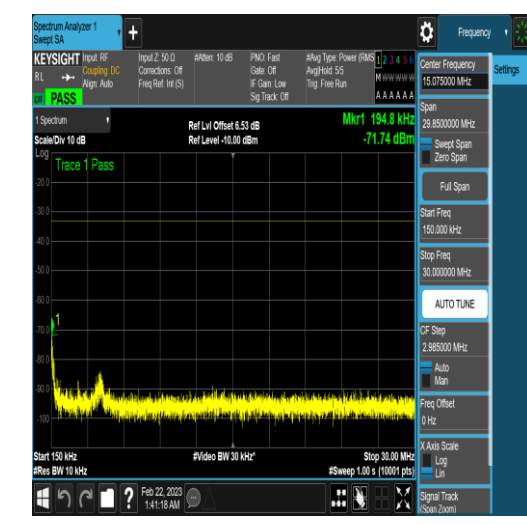 Spectrum Analyzer 1
Swept SA
+
Frequency
KEYSIGHT
Input: RF
Coupling: DC
Align: Auto
Input Z: 50 Ω
Corrections: Off
Freq Ref: Int (S)
#Atten: 10 dB
PNO: Fast
Gate: Off
IF Gain: Low
Sig Track: Off
#Avg Type: Power (RMS
Avg|Hold: 5/5
Trig: Free Run
1 2 3 4 5 6
M W W W W W
A A A A A A
RL
PASS
Settings
1 Spectrum
Scale/Div 10 dB
Ref Lvl Offset 6.53 dB
Ref Level -10.00 dBm
Mkr1 194.8 kHz
-71.74 dBm
Log
Trace 1 Pass
-20.0
-30.0
-40.0
-50.0
-60.0
-70.0
-80.0
-90.0
-100
1
Start 150 kHz
#Res BW 10 kHz
#Video BW 30 kHz*
Stop 30.00 MHz
#Sweep 1.00 s (10001 pts)
Center Frequency
15.075000 MHz
Span
29.8500000 MHz
Swept Span
Zero Span
Full Span
Start Freq
150.000 kHz
Stop Freq
30.000000 MHz
AUTO TUNE
CF Step
2.985000 MHz
Auto
Man
Freq Offset
0 Hz
X Axis Scale
Log
Lin
Signal Track
(Span Zoom)
?
Feb 22, 2023
1:41:18 AM